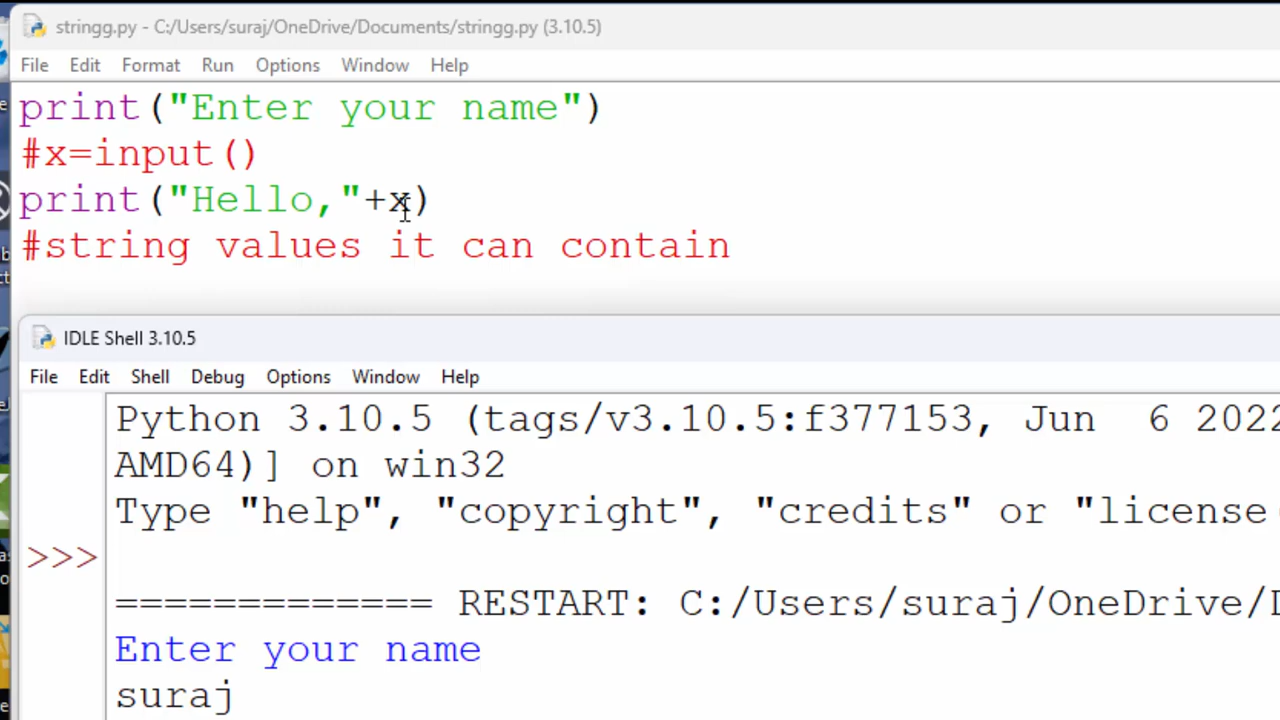 stringg.py - C:/Users/suraj/OneDrive/Documents/stringg.py (3.10.5)
File Edit Format Run Options Window Help
print("Enter your name")
#x=input()
print("Hello,"+x)
#string values it can contain
IDLE Shell 3.10.5
File Edit Shell Debug Options Window Help
Python 3.10.5 (tags/v3.10.5:f377153, Jun 6 2022
AMD64)] on win32
Type "help", "copyright", "credits" or "license
>>>
============= RESTART: C:/Users/suraj/OneDrive/
Enter your name
suraj